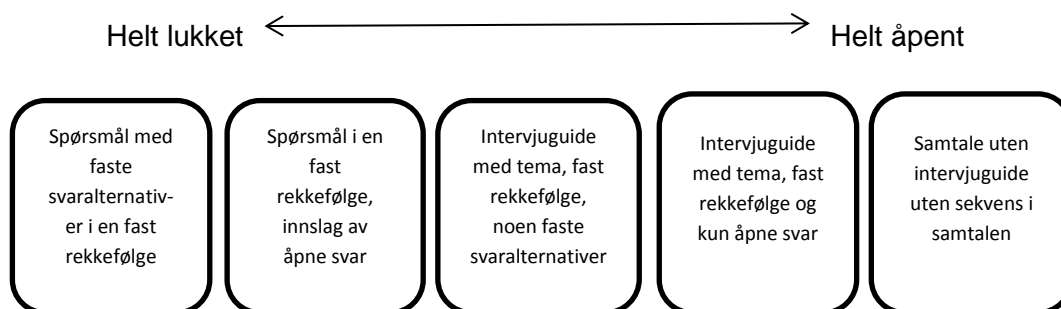 Helt lukket
Helt åpent
Spørsmål med
faste
svaralternativ-
er i en fast
rekkefølge
Spørsmål i en
fast
rekkefølge,
innslag av
åpne svar
Intervjuguide
med tema, fast
rekkefølge,
noen faste
svaralternativer
Intervjuguide
med tema, fast
rekkefølge og
kun åpne svar
Samtale uten
intervjuguide
uten sekvens i
samtalen